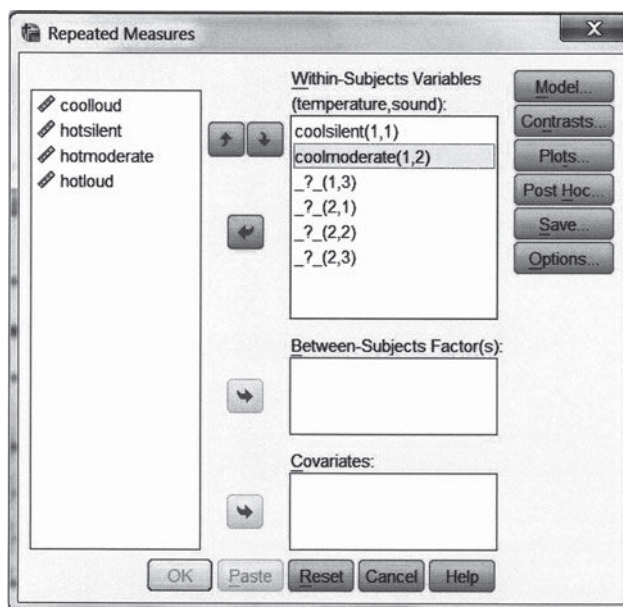 Repeated Measures
X
coolloud
hotsilent
hotmoderate
hotloud
Within-Subjects Variables
(temperature,sound):
coolsilent(1,1)
coolmoderate(1,2)
_?_(1,3)
_?_(2,1)
_?_(2,2)
_?_(2,3)
Between-Subjects Factor(s):
Covariates:
Model...
Contrasts...
Plots...
Post Hoc...
Save...
Options...
OK
Paste
Reset
Cancel
Help